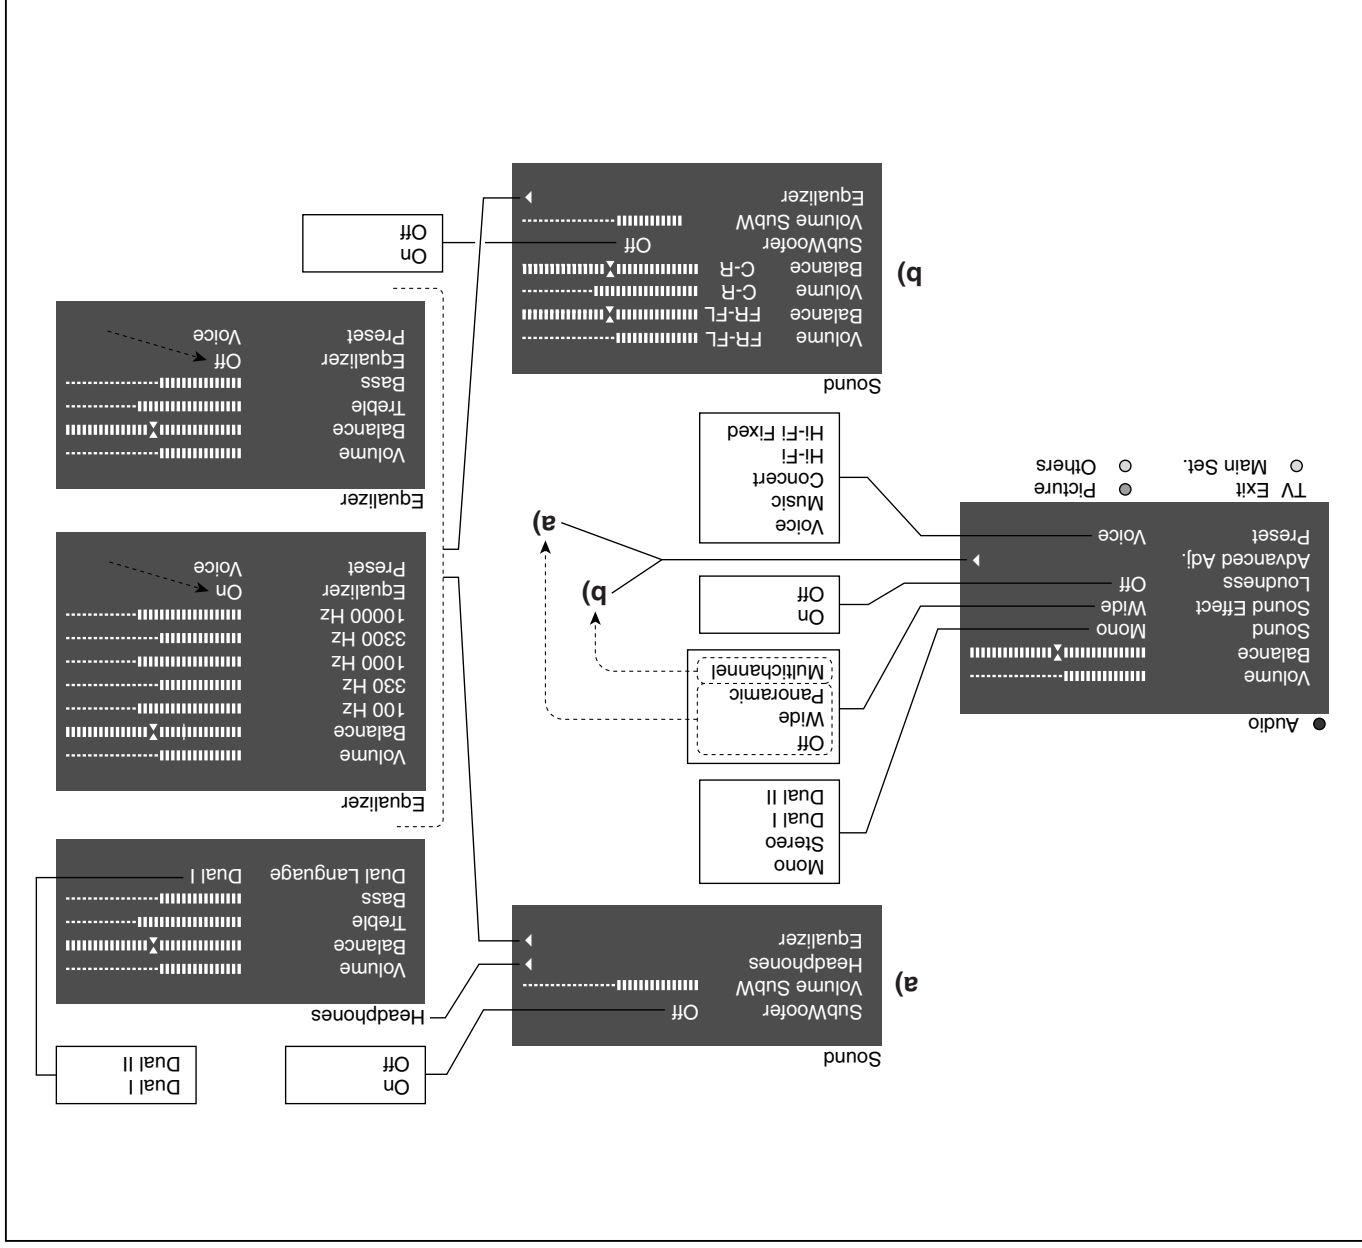 Audio
Volume
Balance
Sound Mono
Sound Effect Wide
Loudness Off
Advanced Adj.
Preset Voice
TV Exit Picture
Main Set. Others
Mono
Stereo
Dual I
Dual II
Off
Wide
Panoramic
Multichannel
On
Off
b)
a)
Voice
Music
Concert
Hi-Fi
Hi-Fi Fixed
a)
Sound
SubWoofer Off
Volume SubW
Headphones
Equalizer
On
Off
Dual I
Dual II
Headphones
Volume
Balance
Treble
Bass
Dual Language Dual I
Equalizer
Volume
Balance
100 Hz
330 Hz
1000 Hz
3300 Hz
10000 Hz
Equalizer On
Preset Voice
Equalizer
Volume
Balance
Treble
Bass
Equalizer Off
Preset Voice
b)
Sound
Volume FR-FL
Balance FR-FL
Volume C-R
Balance C-R
SubWoofer Off
Volume SubW
Equalizer
On
Off